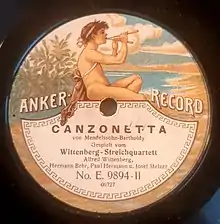 ANKER RECORD
CANZONETTA
von Mendelssohn-Bartholdy
Gespielt vom
Wittenberg-Streichquartett
Alfred Wittenberg,
Hermann Behr, Paul Hermann u. Josef Melzer
No. E. 9894-II